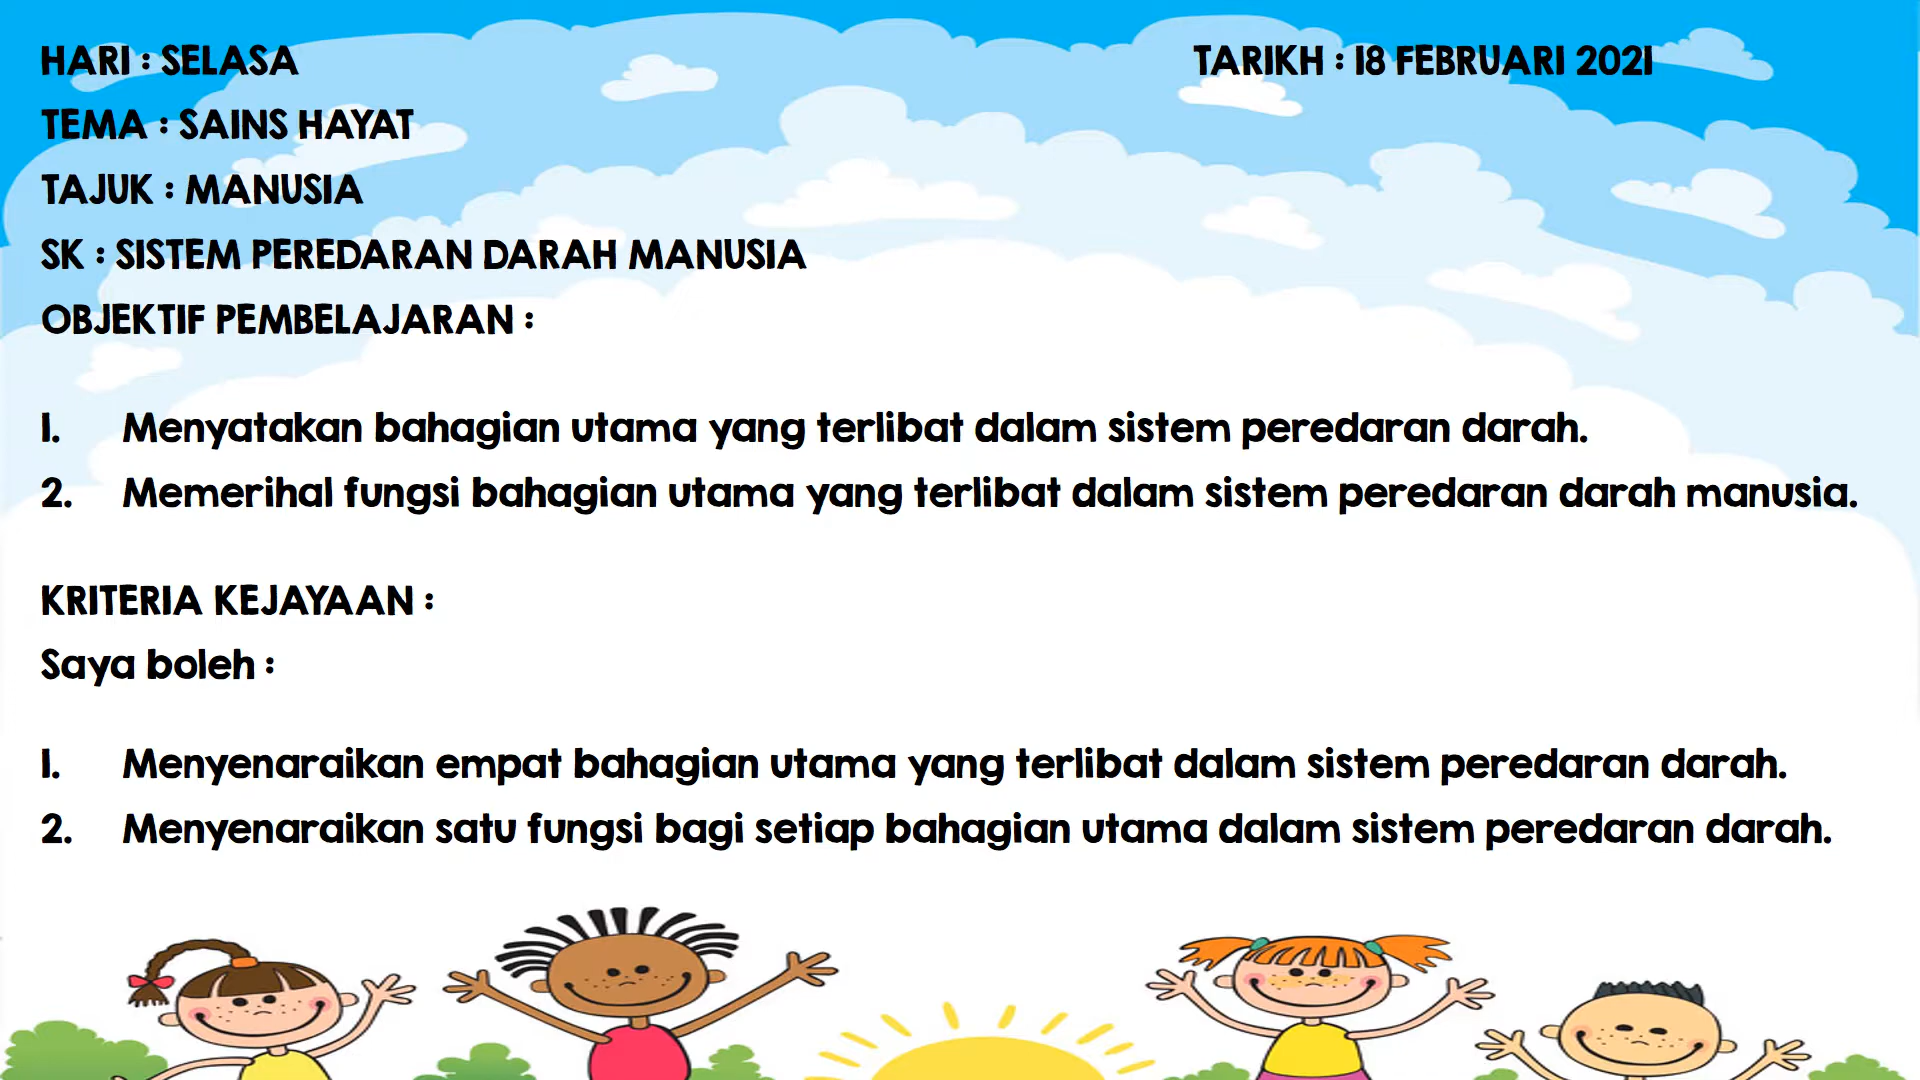 HARI : SELASA TARIKH : 18 FEBRUARI 2021
TEMA : SAINS HAYAT
TAJUK : MANUSIA
SK : SISTEM PEREDARAN DARAH MANUSIA
OBJEKTIF PEMBELAJARAN :
1. Menyatakan bahagian utama yang terlibat dalam sistem peredaran darah.
2. Memerihal fungsi bahagian utama yang terlibat dalam sistem peredaran darah manusia.
KRITERIA KEJAYAAN :
Saya boleh :
1. Menyenaraikan empat bahagian utama yang terlibat dalam sistem peredaran darah.
2. Menyenaraikan satu fungsi bagi setiap bahagian utama dalam sistem peredaran darah.